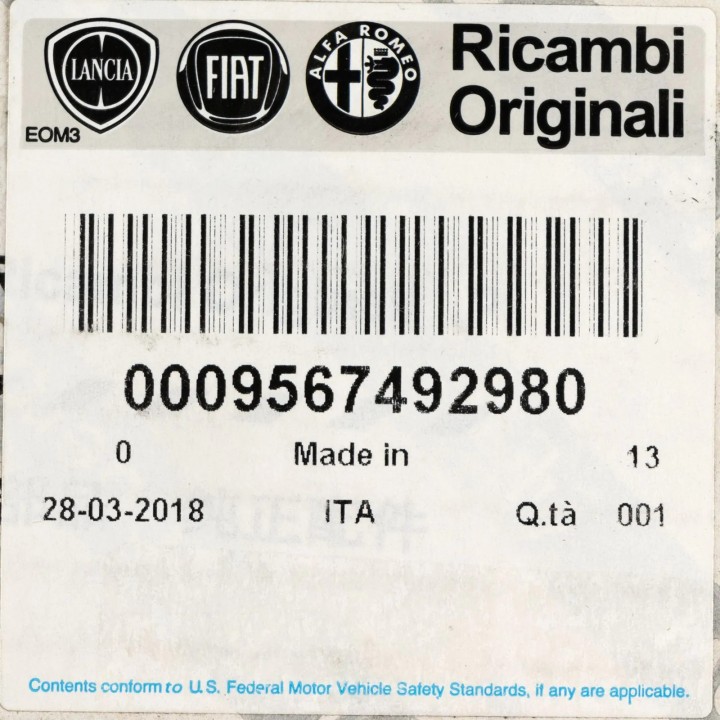 LANCIA FIAT ALFA ROMEO
Ricambi
Originali
EOM3
0009567492980
0 Made in 13
28-03-2018 ITA Q.tà 001
Contents conform to U.S. Federal Motor Vehicle Safety Standards, if any are applicable.